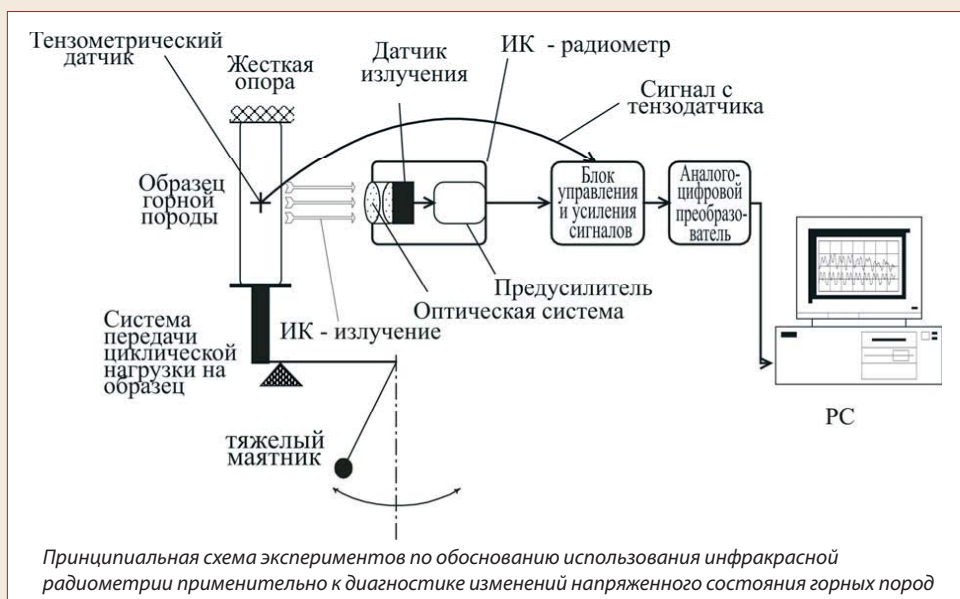 Тензометрический
датчик
Жесткая
опора
Датчик
излучения
ИК - радиометр
Сигнал с
тензодатчика
Образец
горной
породы
Блок
управления
и усиления
сигналов
Аналого-
цифровой
преобразо-
ватель
Предусилитель
Оптическая система
ИК - излучение
Система
передачи
циклической
нагрузки на
образец
PC
тяжелый
маятник
Принципиальная схема экспериментов по обоснованию использования инфракрасной
радиометрии применительно к диагностике изменений напряженного состояния горных пород